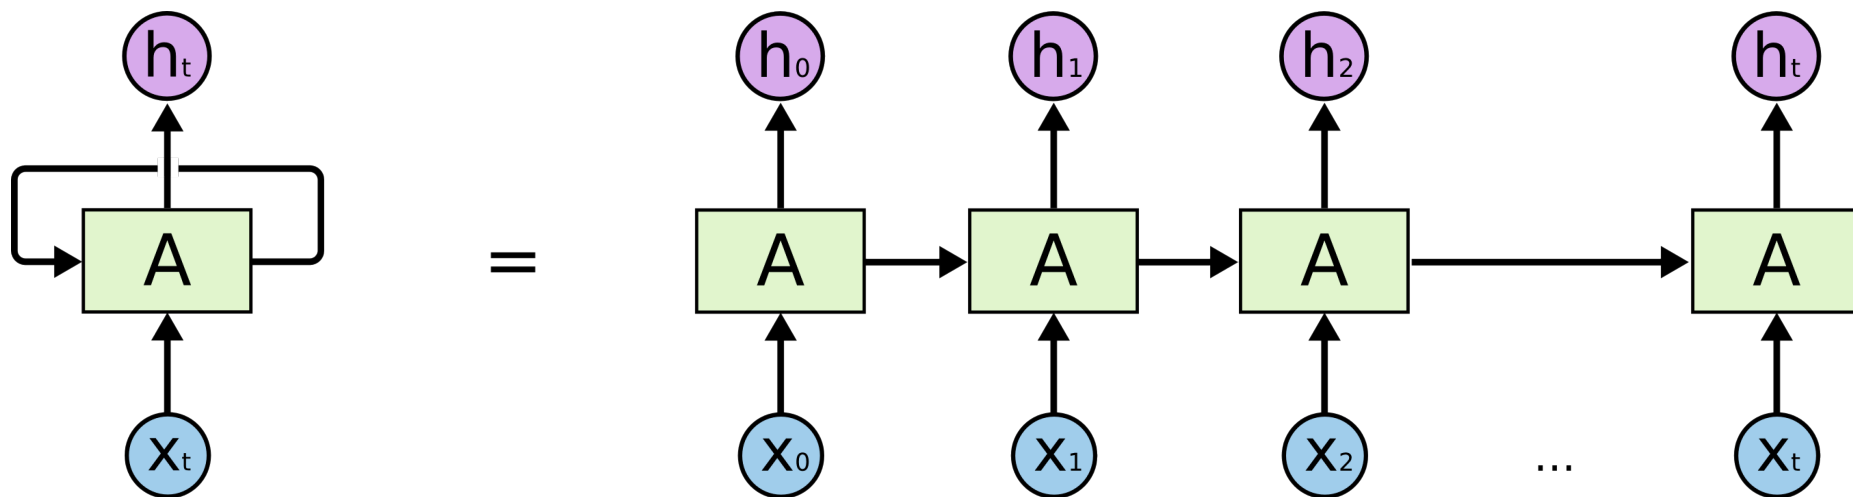 hₜ h₀ h₁ h₂ hₜ
A = A A A A
xₜ x₀ x₁ x₂ ... xₜ